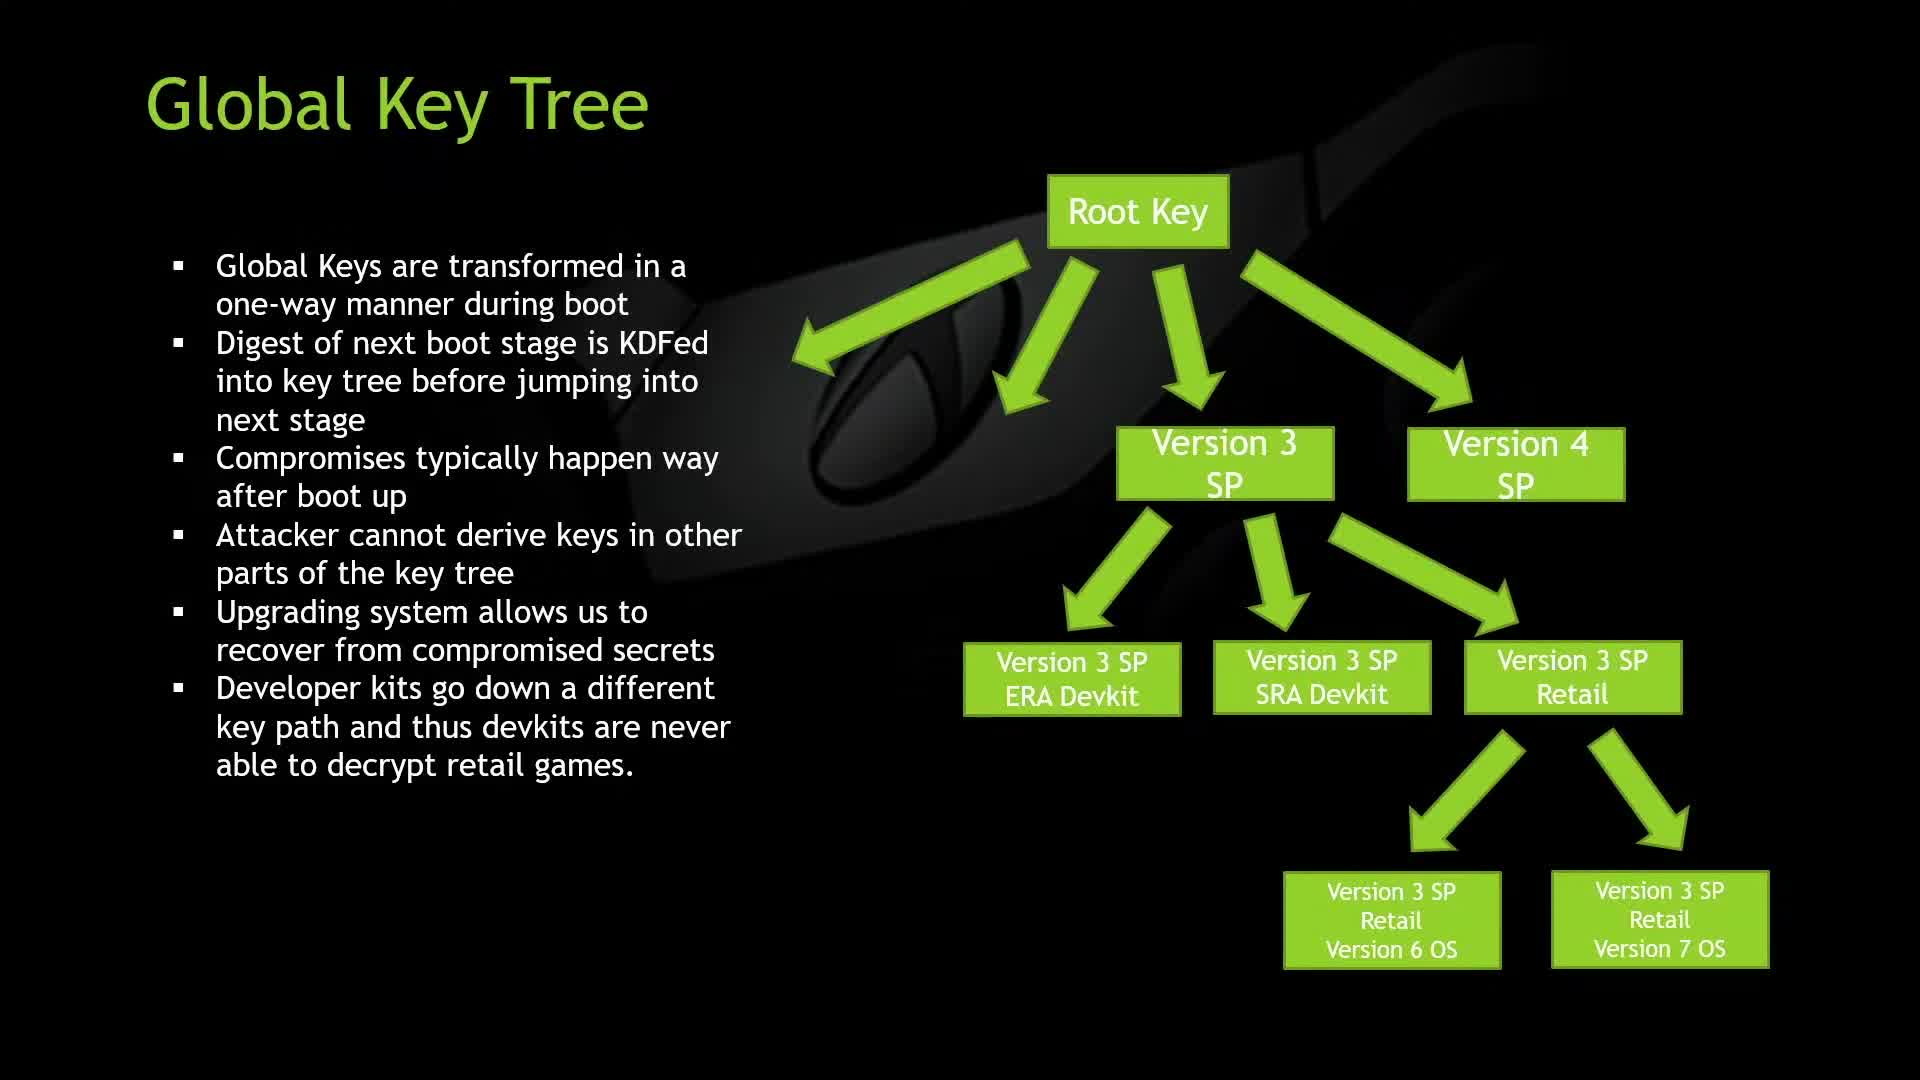 Global Key Tree
▪ Global Keys are transformed in a
one-way manner during boot
▪ Digest of next boot stage is KDFed
into key tree before jumping into
next stage
▪ Compromises typically happen way
after boot up
▪ Attacker cannot derive keys in other
parts of the key tree
▪ Upgrading system allows us to
recover from compromised secrets
▪ Developer kits go down a different
key path and thus devkits are never
able to decrypt retail games.
Root Key
Version 3
SP
Version 4
SP
Version 3 SP
ERA Devkit
Version 3 SP
SRA Devkit
Version 3 SP
Retail
Version 3 SP
Retail
Version 6 OS
Version 3 SP
Retail
Version 7 OS